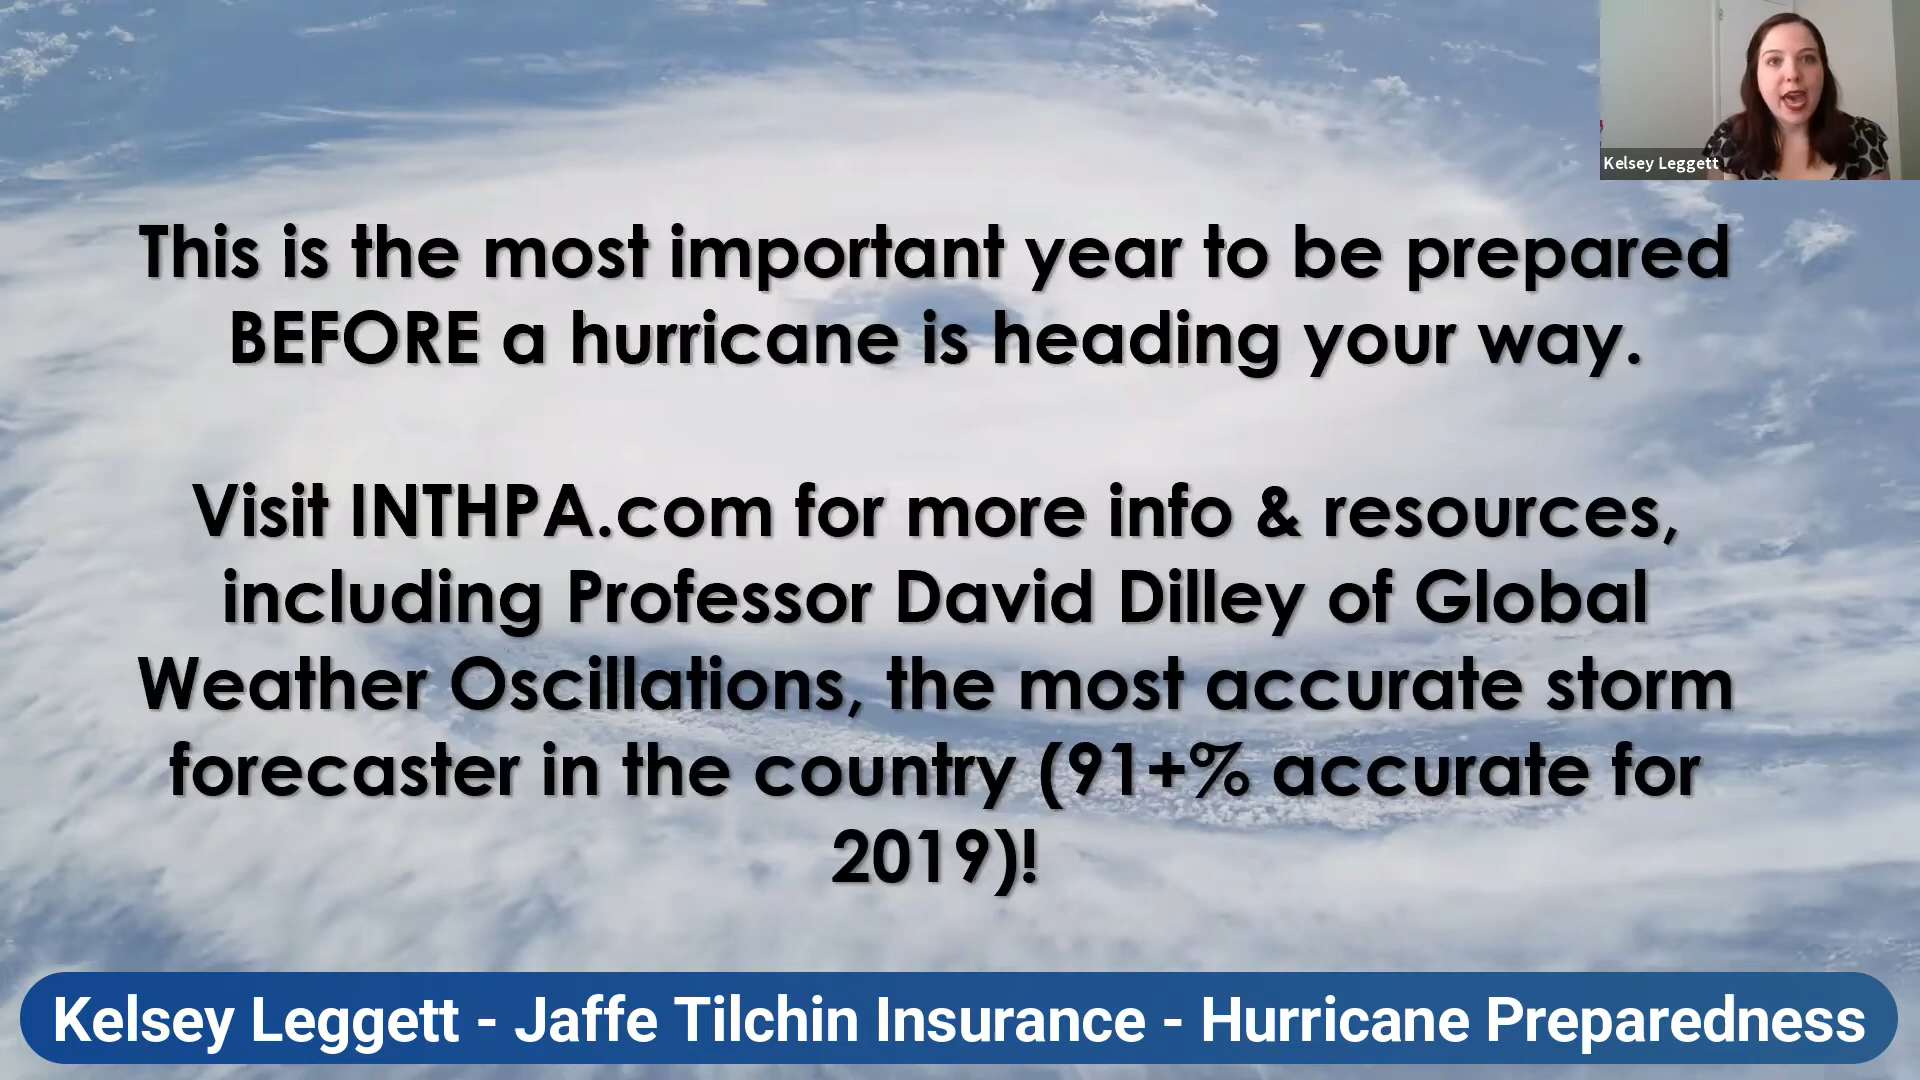 Kelsey Leggett
This is the most important year to be prepared
BEFORE a hurricane is heading your way.
Visit INTHPA.com for more info & resources,
including Professor David Dilley of Global
Weather Oscillations, the most accurate storm
forecaster in the country (91+% accurate for
2019)!
Kelsey Leggett - Jaffe Tilchin Insurance - Hurricane Preparedness